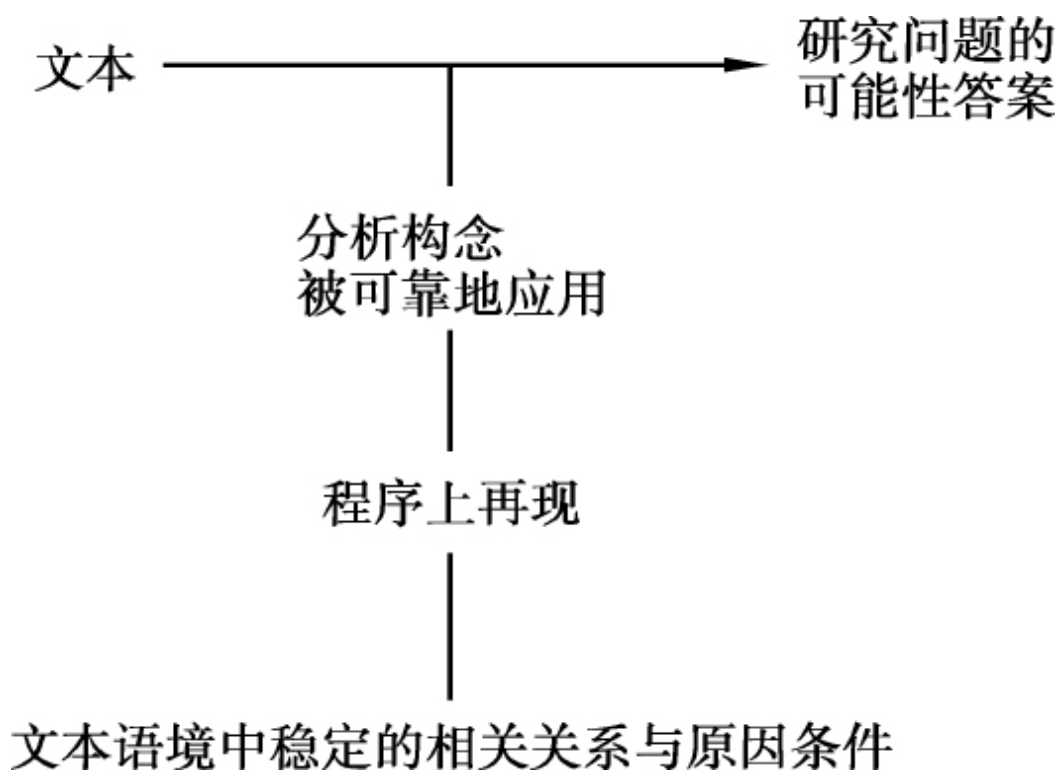 文本
研究问题的
可能性答案
分析构念
被可靠地应用
程序上再现
文本语境中稳定的相关关系与原因条件